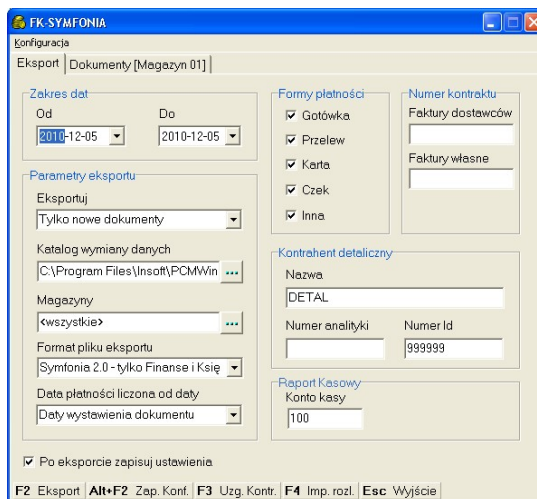 FK-SYMFONIA
Konfiguracja
Eksport
Dokumenty [Magazyn 01]
Zakres dat
Od
Do
2010-12-05
2010-12-05
Parametry eksportu
Eksportuj
Tylko nowe dokumenty
Katalog wymiany danych
C:\Program Files\Insoft\PCMWin
...
Magazyny
<wszystkie>
...
Format pliku eksportu
Symfonia 2.0 - tylko Finanse i Księ
Data płatności liczona od daty
Daty wystawienia dokumentu
Po eksporcie zapisuj ustawienia
Formy płatności
Gotówka
Przelew
Karta
Czek
Inna
Numer kontraktu
Faktury dostawców
Faktury własne
Kontrahent detaliczny
Nazwa
DETAL
Numer analityki
Numer Id
999999
Raport Kasowy
Konto kasy
100
F2 Eksport
Alt+F2 Zap. Konf.
F3 Uzg. Kontr.
F4 Imp. rozl.
Esc Wyjście